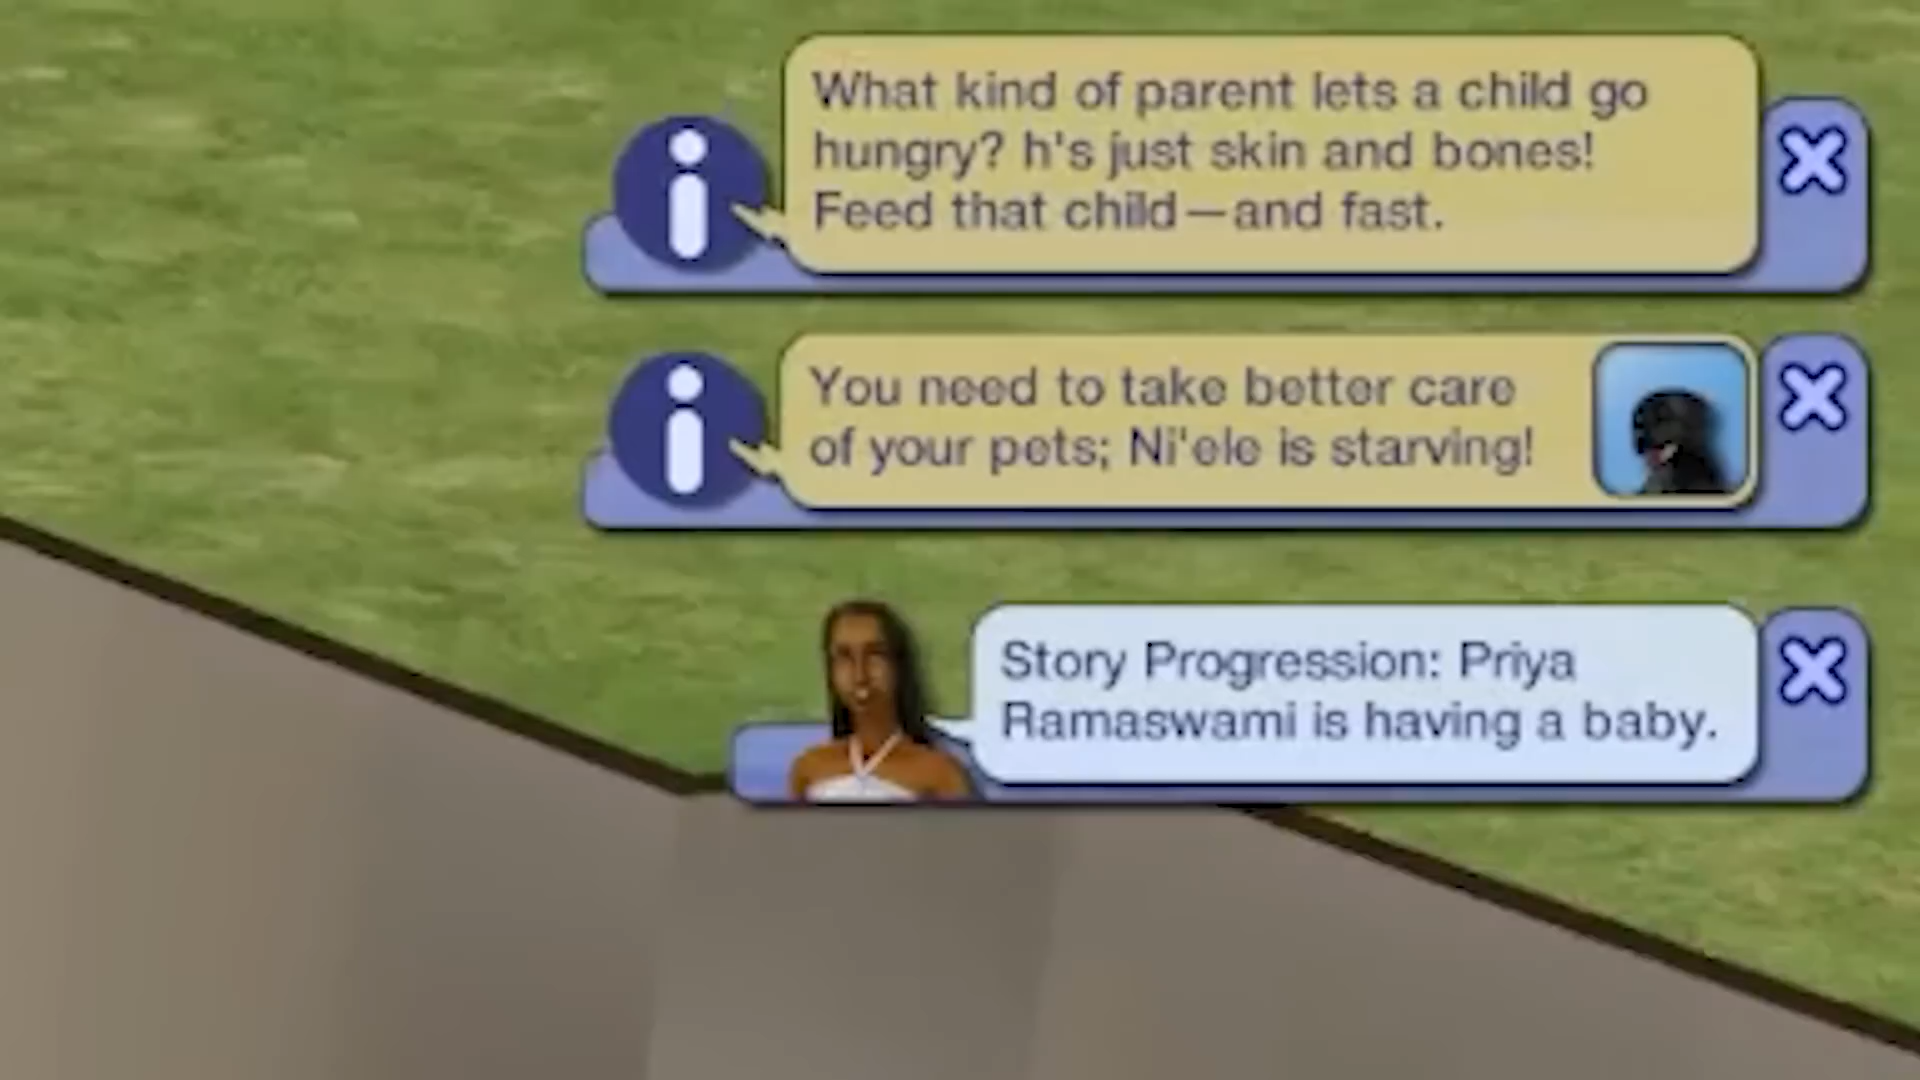 What kind of parent lets a child go
hungry? h's just skin and bones!
Feed that child—and fast.
You need to take better care
of your pets; Ni'ele is starving!
Story Progression: Priya
Ramaswami is having a baby.